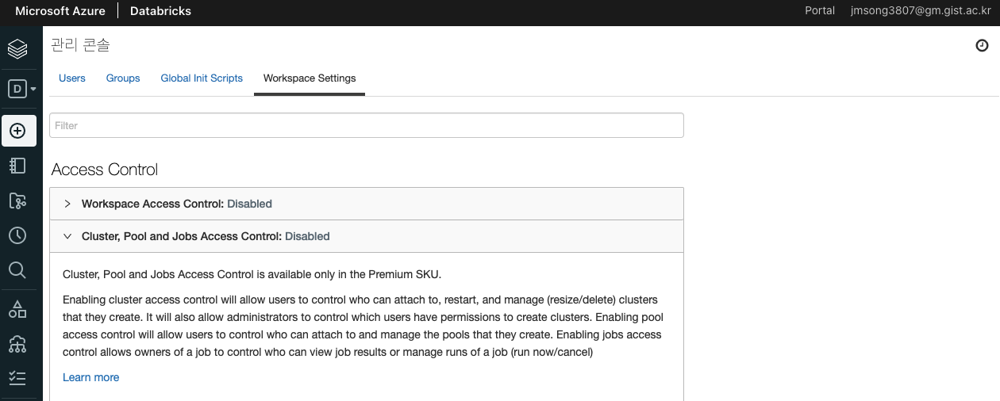 Microsoft Azure | Databricks
Portal jmsong3807@gm.gist.ac.kr
관리 콘솔
D
Users Groups Global Init Scripts Workspace Settings
Filter
Access Control
Workspace Access Control: Disabled
Cluster, Pool and Jobs Access Control: Disabled
Cluster, Pool and Jobs Access Control is available only in the Premium SKU.
Enabling cluster access control will allow users to control who can attach to, restart, and manage (resize/delete) clusters
that they create. It will also allow administrators to control which users have permissions to create clusters. Enabling pool
access control will allow users to control who can attach to and manage the pools that they create. Enabling jobs access
control allows owners of a job to control who can view job results or manage runs of a job (run now/cancel)
Learn more